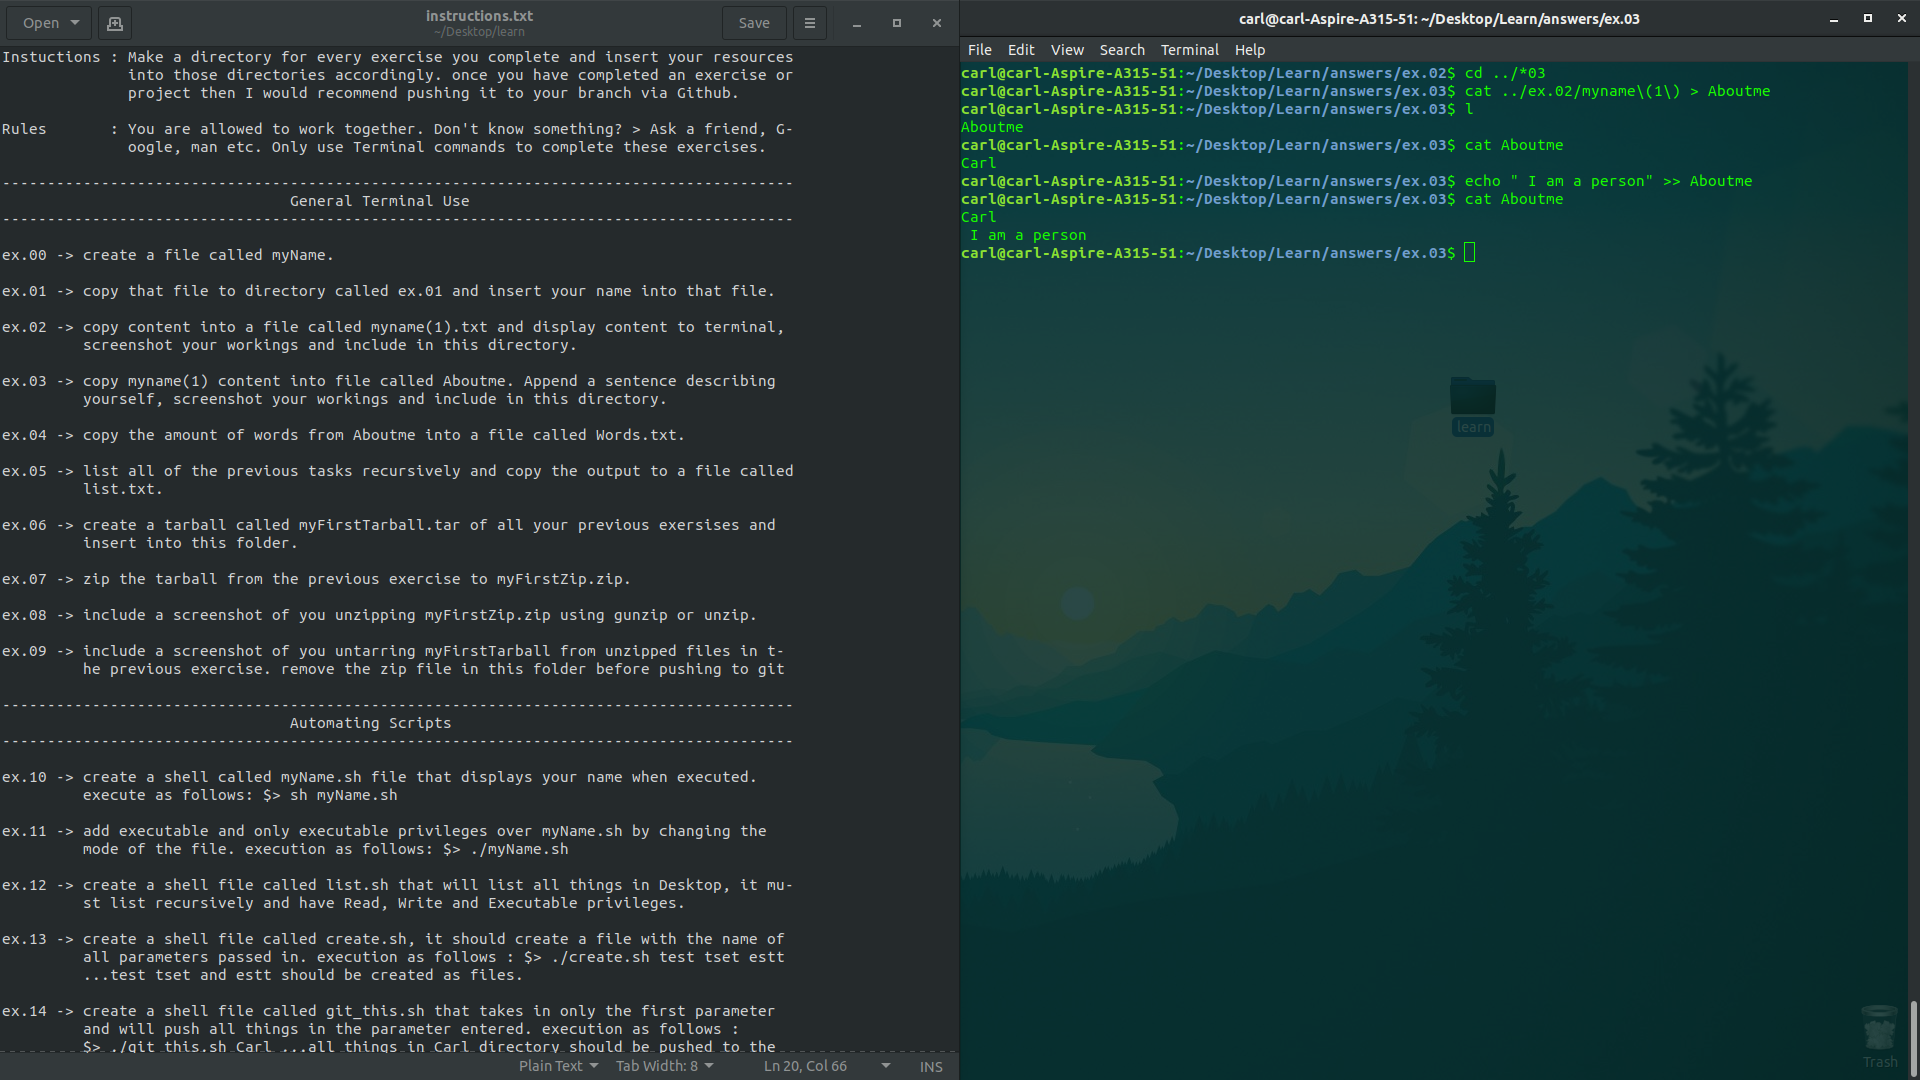 Open
instructions.txt
~/Desktop/learn
Save
Instuctions : Make a directory for every exercise you complete and insert your resources
into those directories accordingly. once you have completed an exercise or
project then I would recommend pushing it to your branch via Github.
Rules : You are allowed to work together. Don't know something? > Ask a friend, G-
oogle, man etc. Only use Terminal commands to complete these exercises.
----------------------------------------------------------------------------------------
General Terminal Use
----------------------------------------------------------------------------------------
ex.00 -> create a file called myName.
ex.01 -> copy that file to directory called ex.01 and insert your name into that file.
ex.02 -> copy content into a file called myname(1).txt and display content to terminal,
screenshot your workings and include in this directory.
ex.03 -> copy myname(1) content into file called Aboutme. Append a sentence describing
yourself, screenshot your workings and include in this directory.
ex.04 -> copy the amount of words from Aboutme into a file called Words.txt.
ex.05 -> list all of the previous tasks recursively and copy the output to a file called
list.txt.
ex.06 -> create a tarball called myFirstTarball.tar of all your previous exersises and
insert into this folder.
ex.07 -> zip the tarball from the previous exercise to myFirstZip.zip.
ex.08 -> include a screenshot of you unzipping myFirstZip.zip using gunzip or unzip.
ex.09 -> include a screenshot of you untarring myFirstTarball from unzipped files in t-
he previous exercise. remove the zip file in this folder before pushing to git
----------------------------------------------------------------------------------------
Automating Scripts
----------------------------------------------------------------------------------------
ex.10 -> create a shell called myName.sh file that displays your name when executed.
execute as follows: $> sh myName.sh
ex.11 -> add executable and only executable privileges over myName.sh by changing the
mode of the file. execution as follows: $> ./myName.sh
ex.12 -> create a shell file called list.sh that will list all things in Desktop, it mu-
st list recursively and have Read, Write and Executable privileges.
ex.13 -> create a shell file called create.sh, it should create a file with the name of
all parameters passed in. execution as follows : $> ./create.sh test tset estt
...test tset and estt should be created as files.
ex.14 -> create a shell file called git_this.sh that takes in only the first parameter
and will push all things in the parameter entered. execution as follows :
$> ./git_this.sh Carl ...all things in Carl directory should be pushed to the
Plain Text
Tab Width: 8
Ln 20, Col 66
INS
carl@carl-Aspire-A315-51: ~/Desktop/Learn/answers/ex.03
File Edit View Search Terminal Help
carl@carl-Aspire-A315-51:~/Desktop/Learn/answers/ex.02$ cd ../*03
carl@carl-Aspire-A315-51:~/Desktop/Learn/answers/ex.03$ cat ../ex.02/myname\(1\) > Aboutme
carl@carl-Aspire-A315-51:~/Desktop/Learn/answers/ex.03$ l
Aboutme
carl@carl-Aspire-A315-51:~/Desktop/Learn/answers/ex.03$ cat Aboutme
Carl
carl@carl-Aspire-A315-51:~/Desktop/Learn/answers/ex.03$ echo " I am a person" >> Aboutme
carl@carl-Aspire-A315-51:~/Desktop/Learn/answers/ex.03$ cat Aboutme
Carl
I am a person
carl@carl-Aspire-A315-51:~/Desktop/Learn/answers/ex.03$
learn
Trash